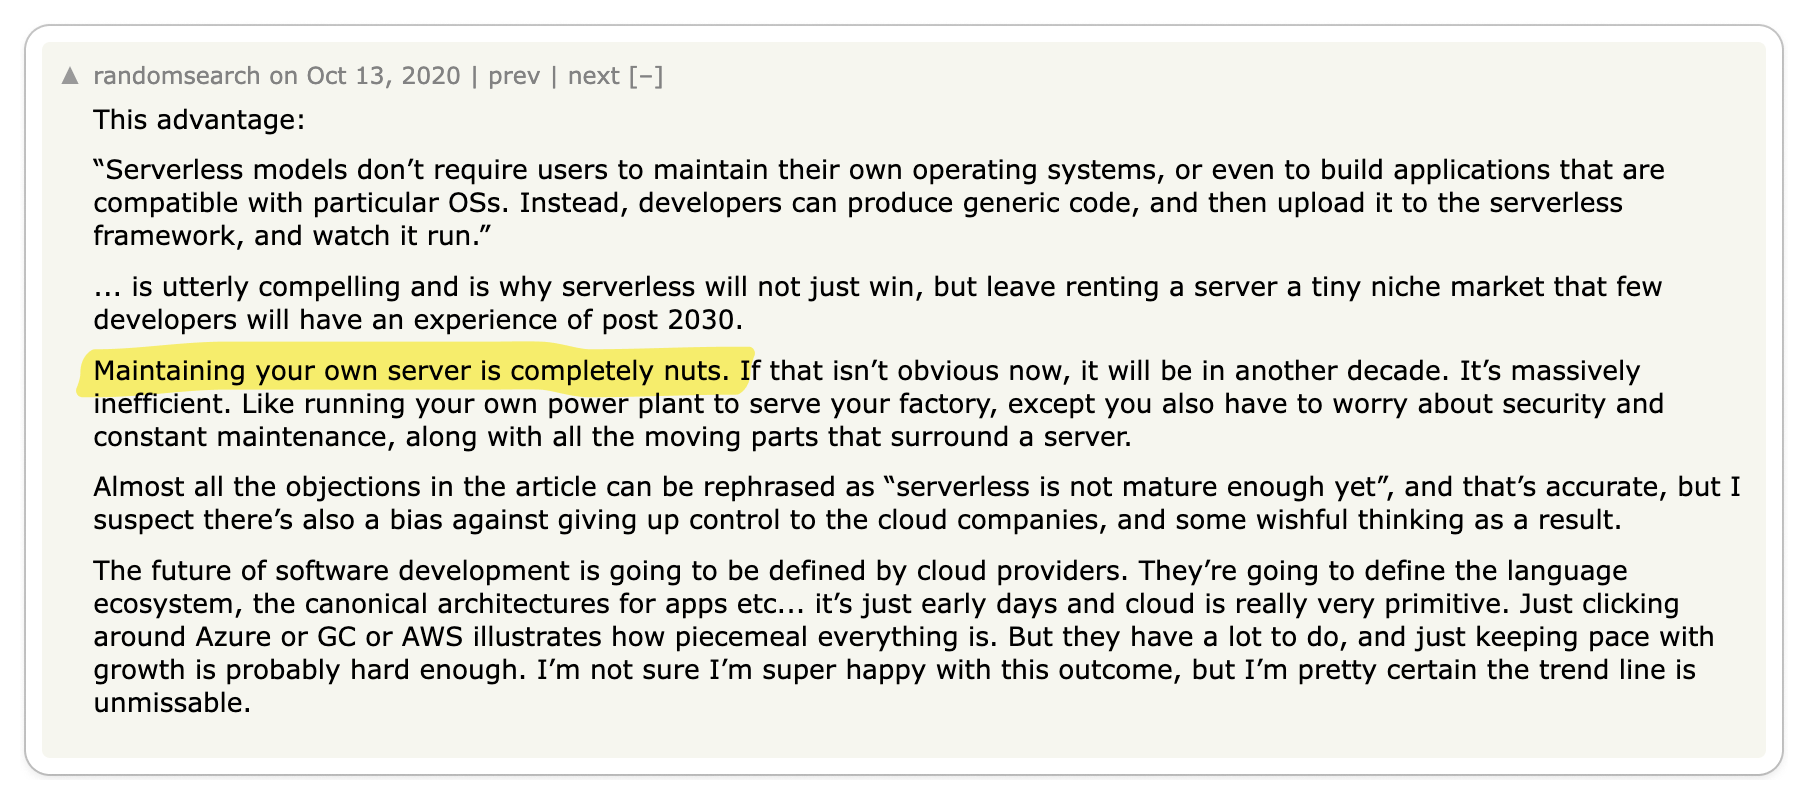 ▲ randomsearch on Oct 13, 2020 | prev | next [–]
This advantage:
“Serverless models don’t require users to maintain their own operating systems, or even to build applications that are
compatible with particular OSs. Instead, developers can produce generic code, and then upload it to the serverless
framework, and watch it run.”
... is utterly compelling and is why serverless will not just win, but leave renting a server a tiny niche market that few
developers will have an experience of post 2030.
Maintaining your own server is completely nuts. If that isn’t obvious now, it will be in another decade. It’s massively
inefficient. Like running your own power plant to serve your factory, except you also have to worry about security and
constant maintenance, along with all the moving parts that surround a server.
Almost all the objections in the article can be rephrased as “serverless is not mature enough yet”, and that’s accurate, but I
suspect there’s also a bias against giving up control to the cloud companies, and some wishful thinking as a result.
The future of software development is going to be defined by cloud providers. They’re going to define the language
ecosystem, the canonical architectures for apps etc... it’s just early days and cloud is really very primitive. Just clicking
around Azure or GC or AWS illustrates how piecemeal everything is. But they have a lot to do, and just keeping pace with
growth is probably hard enough. I’m not sure I’m super happy with this outcome, but I’m pretty certain the trend line is
unmissable.